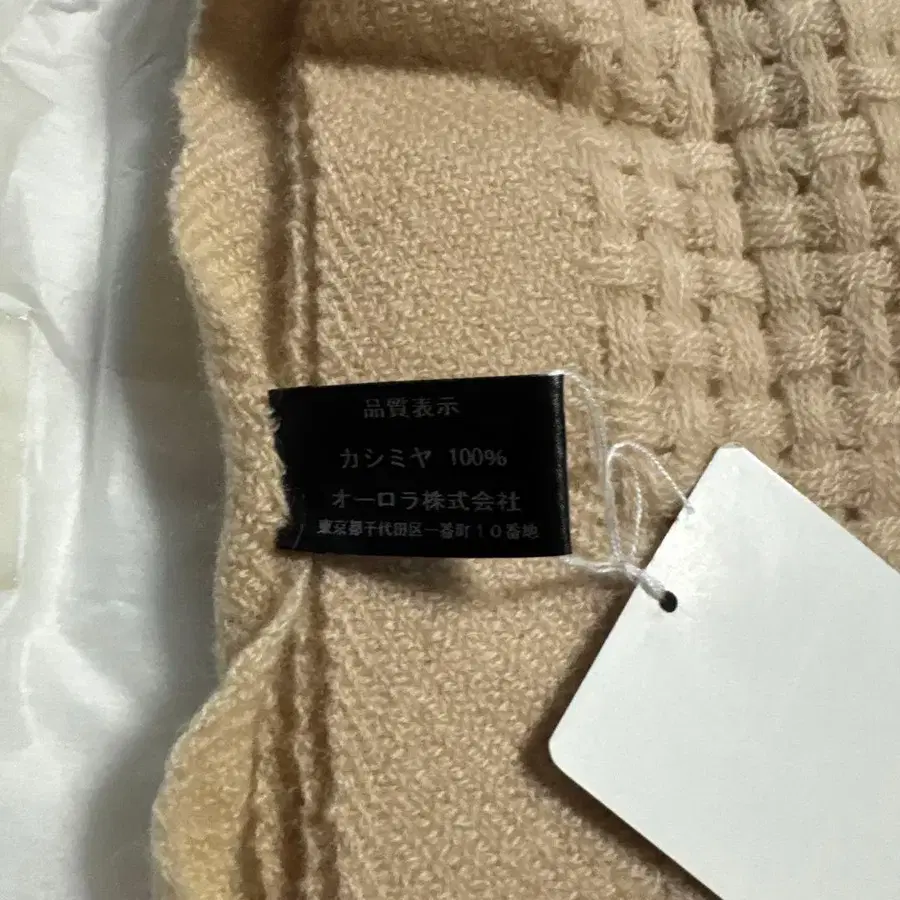 品質表示
カシミヤ 100%
オーロラ株式会社
東京都千代田区一番町10番地